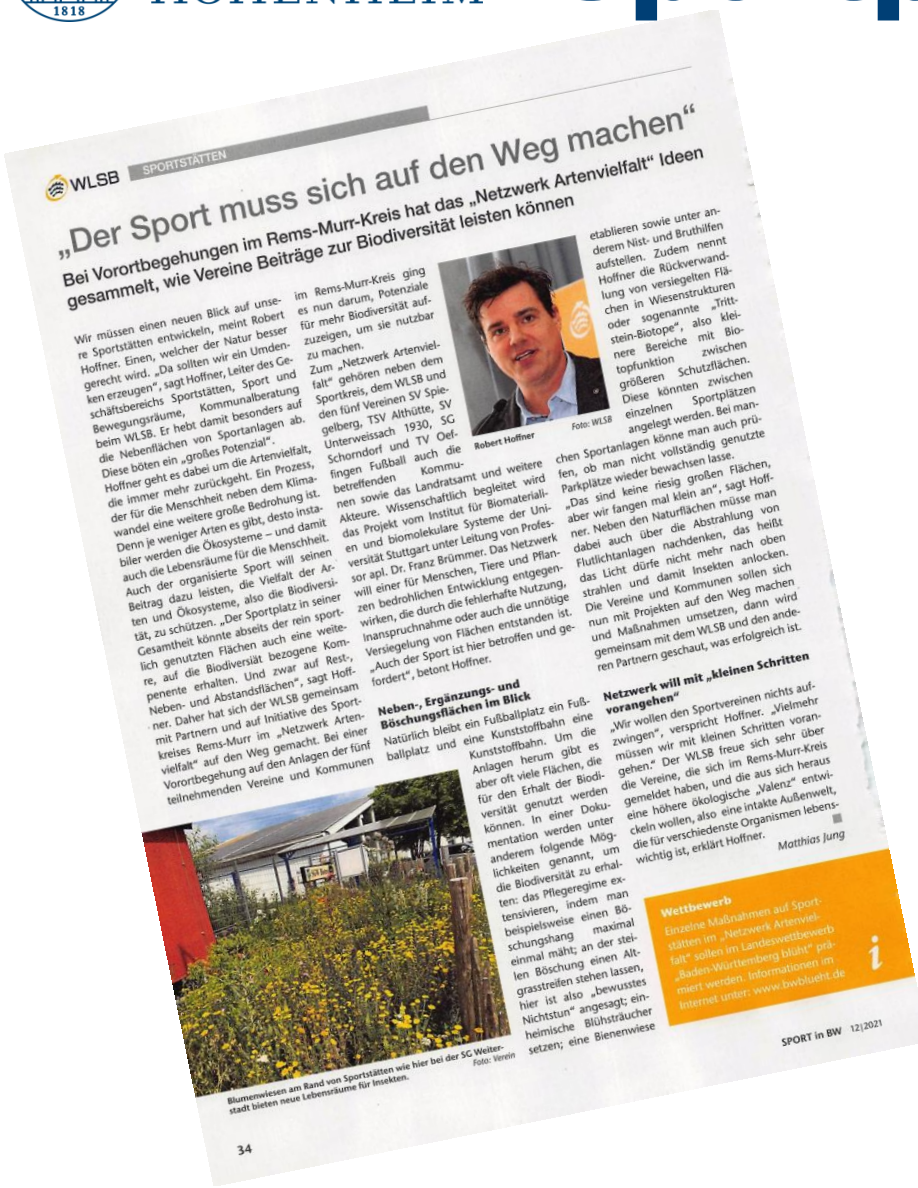 1818
HOHENHEIM
WLSB
SPORTSTÄTTEN
„Der Sport muss sich auf den Weg machen“
Bei Vorortbegehungen im Rems-Murr-Kreis hat das „Netzwerk Artenvielfalt“ Ideen
gesammelt, wie Vereine Beiträge zur Biodiversität leisten können
Wir müssen einen neuen Blick auf unse-
re Sportstätten entwickeln, meint Robert
Hoffner. Einen, welcher der Natur besser
gerecht wird. „Da sollten wir ein Umden-
ken erzeugen“, sagt Hoffner, Leiter des Ge-
schäftsbereichs Sportstätten, Sport und
Bewegungsräume, Kommunalberatung
beim WLSB. Er hebt damit besonders auf
die Nebenflächen von Sportanlagen ab.
Diese böten ein „großes Potenzial“.
Hoffner geht es dabei um die Artenvielfalt,
die immer mehr zurückgeht. Ein Prozess,
der für die Menschheit neben dem Klima-
wandel eine weitere große Bedrohung ist.
Denn je weniger Arten es gibt, desto insta-
biler werden die Ökosysteme – und damit
auch die Lebensräume für die Menschheit.
Auch der organisierte Sport will seinen
Beitrag dazu leisten, die Vielfalt der Ar-
ten und Ökosysteme, also die Biodiversi-
tät, zu schützen. „Der Sportplatz in seiner
Gesamtheit könnte abseits der rein sport-
lich genutzten Flächen auch eine weite-
re, auf die Biodiversiät bezogene Kom-
penente erhalten. Und zwar auf Rest-,
Neben- und Abstandsflächen“, sagt Hoff-
ner. Daher hat sich der WLSB gemeinsam
mit Partnern und auf Initiative des Sport-
kreises Rems-Murr im „Netzwerk Arten-
vielfalt“ auf den Weg gemacht. Bei einer
Vorortbegehung auf den Anlagen der fünf
teilnehmenden Vereine und Kommunen
im Rems-Murr-Kreis ging
es nun darum, Potenziale
für mehr Biodiversität auf-
zuzeigen, um sie nutzbar
zu machen.
Zum „Netzwerk Artenviel-
falt“ gehören neben dem
Sportkreis, dem WLSB und
den fünf Vereinen SV Spie-
gelberg, TSV Althütte, SV
Unterweissach 1930, SG
Schorndorf und TV Oef-
fingen Fußball auch die
betreffenden Kommu-
nen sowie das Landratsamt und weitere
Akteure. Wissenschaftlich begleitet wird
das Projekt vom Institut für Biomateriali-
en und biomolekulare Systeme der Uni-
versität Stuttgart unter Leitung von Profes-
sor apl. Dr. Franz Brümmer. Das Netzwerk
will einer für Menschen, Tiere und Pflan-
zen bedrohlichen Entwicklung entgegen-
wirken, die durch die fehlerhafte Nutzung,
Inanspruchnahme oder auch die unnötige
Versiegelung von Flächen entstanden ist.
„Auch der Sport ist hier betroffen und ge-
fordert“, betont Hoffner.
Neben-, Ergänzungs- und
Böschungsflächen im Blick
Natürlich bleibt ein Fußballplatz ein Fuß-
ballplatz und eine Kunststoffbahn eine
Kunststoffbahn. Um die
Anlagen herum gibt es
aber oft viele Flächen, die
für den Erhalt der Biodi-
versität genutzt werden
können. In einer Doku-
mentation werden unter
anderem folgende Mög-
lichkeiten genannt, um
die Biodiversität zu erhal-
ten: das Pflegeregime ex-
tensivieren, indem man
beispielsweise einen Bö-
schungshang maximal
einmal mäht; an der stei-
len Böschung einen Alt-
grasstreifen stehen lassen,
hier ist also „bewusstes
Nichtstun“ angesagt; ein-
heimische Blühsträucher
setzen; eine Bienenwiese
Robert Hoffner
Foto: WLSB
etablieren sowie unter an-
derem Nist- und Bruthilfen
aufstellen. Zudem nennt
Hoffner die Rückverwand-
lung von versiegelten Flä-
chen in Wiesenstrukturen
oder sogenannte „Tritt-
stein-Biotope“, also klei-
nere Bereiche mit Bio-
topfunktion zwischen
größeren Schutzflächen.
Diese könnten zwischen
einzelnen Sportplätzen
angelegt werden. Bei man-
chen Sportanlagen könne man auch prü-
fen, ob man nicht vollständig genutzte
Parkplätze wieder bewachsen lasse.
„Das sind keine riesig großen Flächen,
aber wir fangen mal klein an“, sagt Hoff-
ner. Neben den Naturflächen müsse man
dabei auch über die Abstrahlung von
Flutlichtanlagen nachdenken, das heißt
das Licht dürfe nicht mehr nach oben
strahlen und damit Insekten anlocken.
Die Vereine und Kommunen sollen sich
nun mit Projekten auf den Weg machen
und Maßnahmen umsetzen, dann wird
gemeinsam mit dem WLSB und den ande-
ren Partnern geschaut, was erfolgreich ist.
Netzwerk will mit „kleinen Schritten
vorangehen“
„Wir wollen den Sportvereinen nichts auf-
zwingen“, verspricht Hoffner. „Vielmehr
müssen wir mit kleinen Schritten voran-
gehen.“ Der WLSB freue sich sehr über
die Vereine, die sich im Rems-Murr-Kreis
gemeldet haben, und die aus sich heraus
eine höhere ökologische „Valenz“ entwi-
ckeln wollen, also eine intakte Außenwelt,
die für verschiedenste Organismen lebens-
wichtig ist, erklärt Hoffner.
Matthias Jung
Wettbewerb
Einzelne Maßnahmen auf Sport-
stätten im „Netzwerk Artenviel-
falt“ sollen im Landeswettbewerb
„Baden-Württemberg blüht“ prä-
miert werden. Informationen im
Internet unter: www.bwblueht.de
i
Blumenwiesen am Rand von Sportstätten wie hier bei der SG Weiter-
stadt bieten neue Lebensräume für Insekten.
Foto: Verein
SPORT in BW 12|2021
34